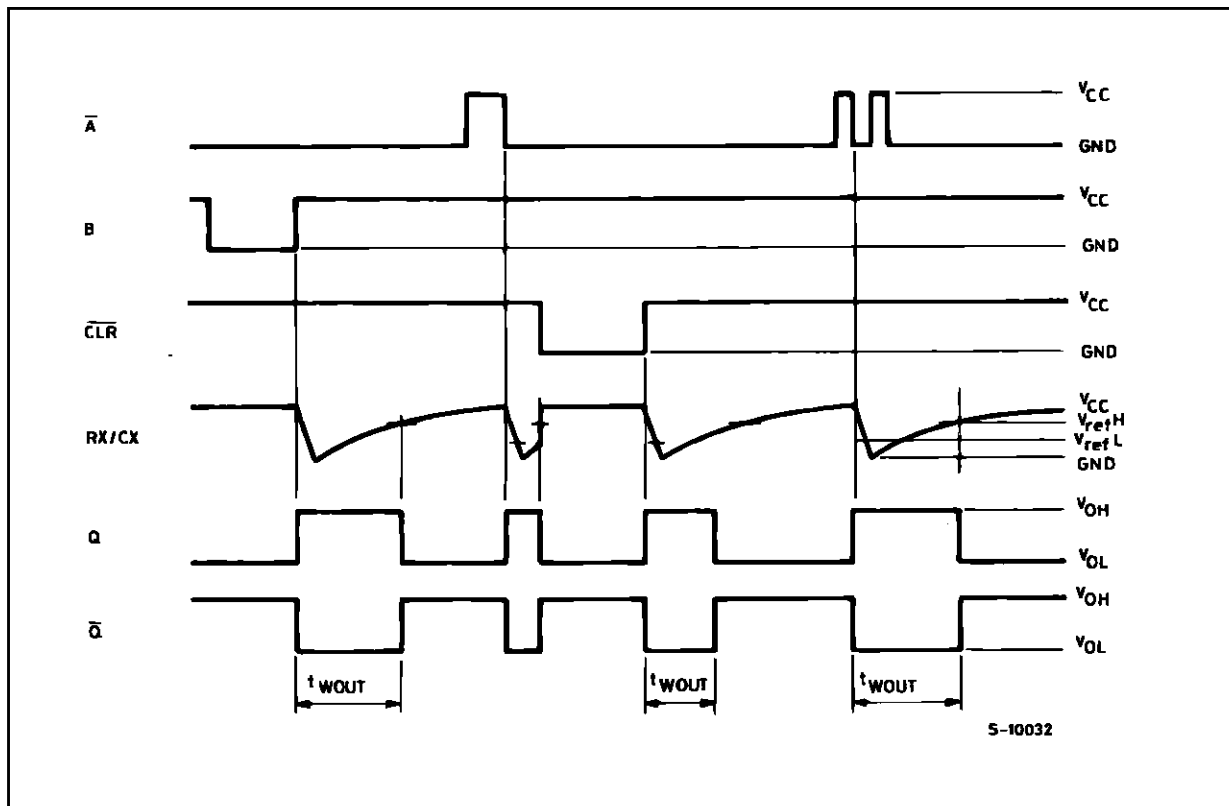 A̅
VCC
GND
B
VCC
GND
C̅L̅R̅
VCC
GND
RX/CX
VCC
VrefH
VrefL
GND
Q
VOH
VOL
Q̅
VOH
VOL
tWOUT
tWOUT
tWOUT
S-10032